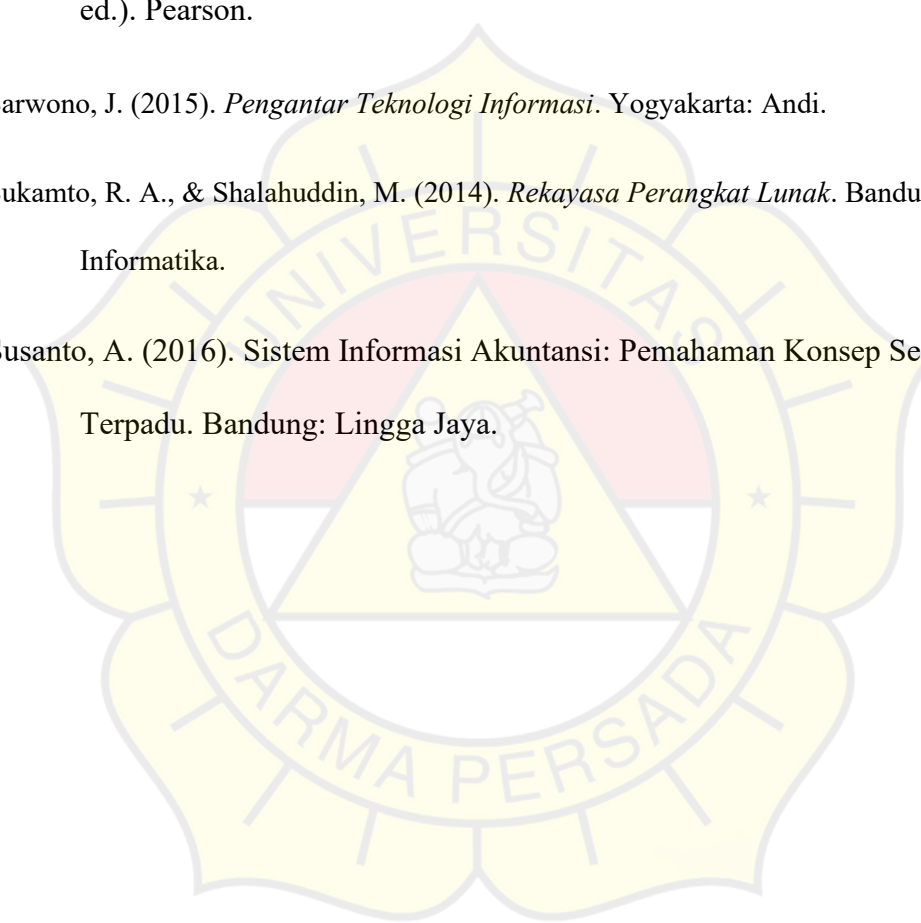 ed.). Pearson.
arwono, J. (2015). Pengantar Teknologi Informasi. Yogyakarta: Andi.
ukamto, R. A., & Shalahuddin, M. (2014). Rekayasa Perangkat Lunak. Bandu
Informatika.
Susanto, A. (2016). Sistem Informasi Akuntansi: Pemahaman Konsep Se
Terpadu. Bandung: Lingga Jaya.
UNIVERSITAS
DARMA PERSADA